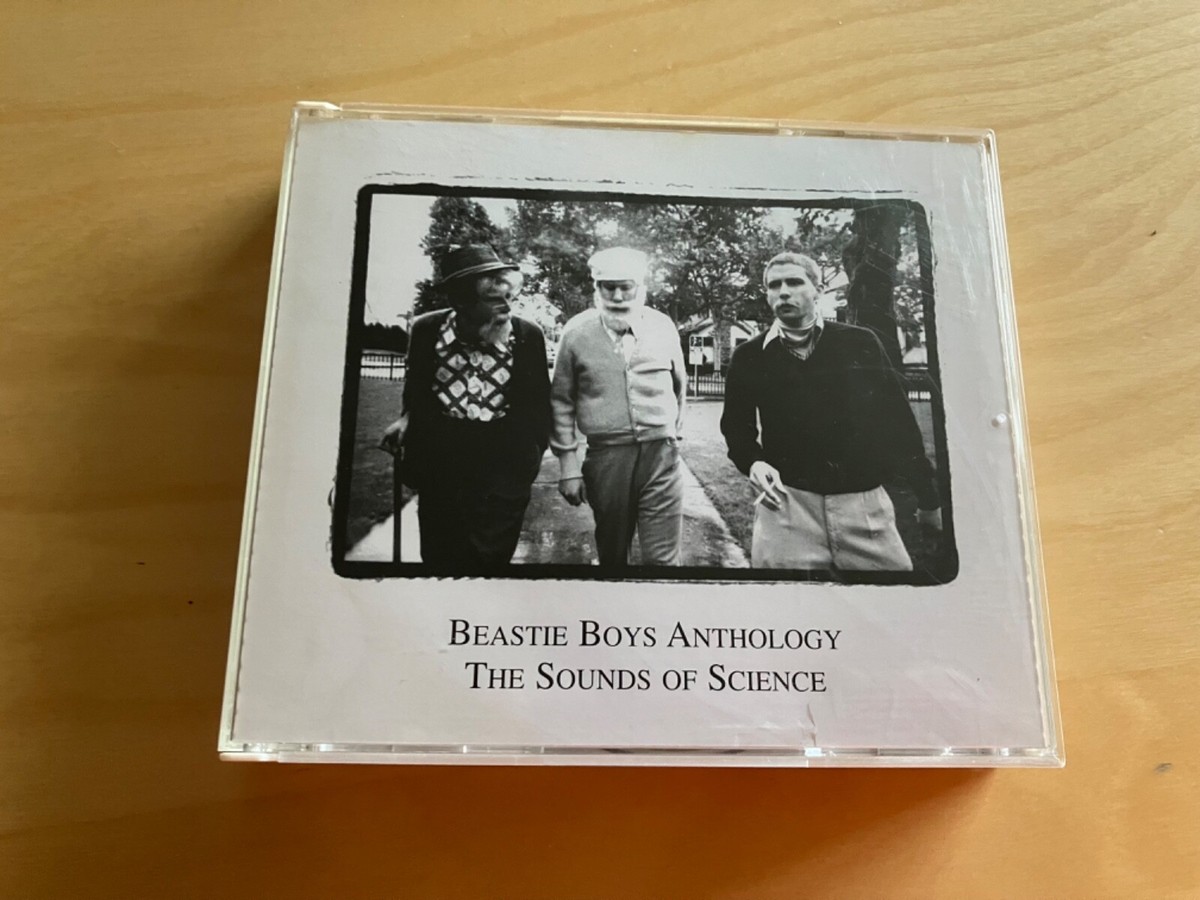 Beastie Boys Anthology
The Sounds of Science